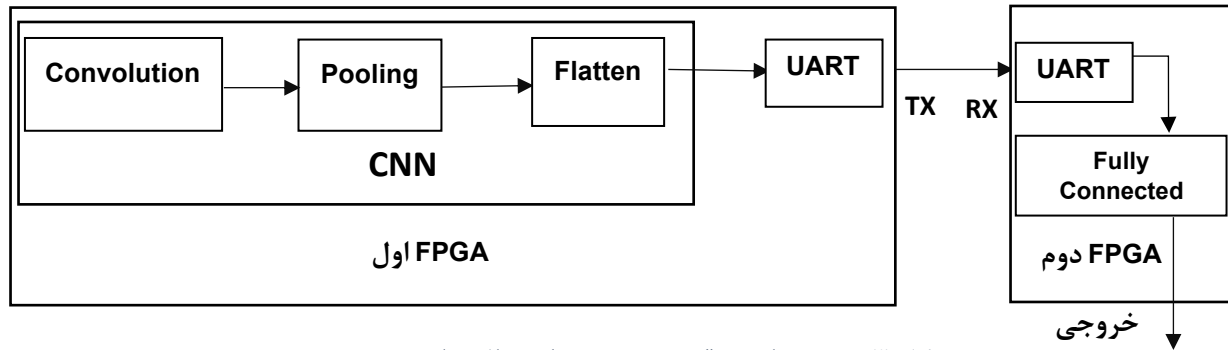 Convolution
Pooling
Flatten
UART
TX
RX
UART
Fully
Connected
CNN
FPGA اول
FPGA دوم
خروجی